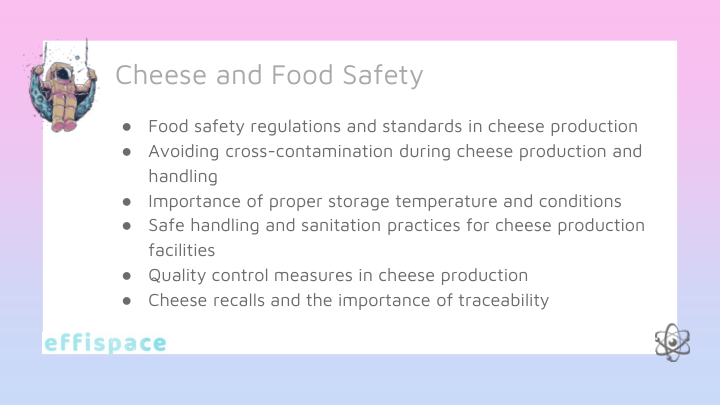 Cheese and Food Safety
● Food safety regulations and standards in cheese production
● Avoiding cross-contamination during cheese production and
handling
● Importance of proper storage temperature and conditions
● Safe handling and sanitation practices for cheese production
facilities
● Quality control measures in cheese production
● Cheese recalls and the importance of traceability
effispace